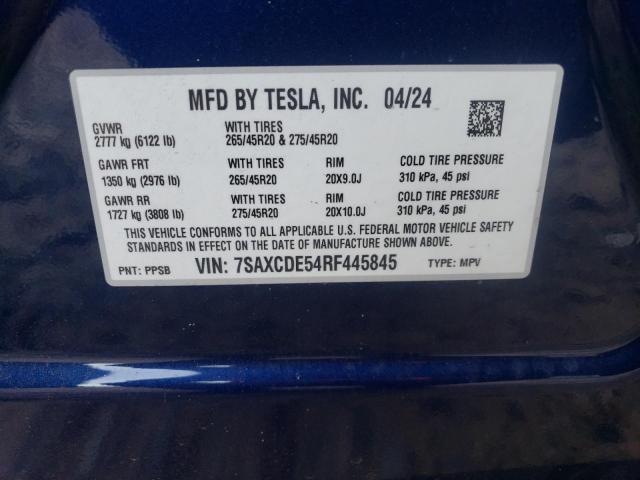 MFD BY TESLA, INC. 04/24
GVWR WITH TIRES
2777 kg (6122 lb) 265/45R20 & 275/45R20
GAWR FRT WITH TIRES RIM COLD TIRE PRESSURE
1350 kg (2976 lb) 265/45R20 20X9.0J 310 kPa, 45 psi
GAWR RR WITH TIRES RIM COLD TIRE PRESSURE
1727 kg (3808 lb) 275/45R20 20X10.0J 310 kPa, 45 psi
THIS VEHICLE CONFORMS TO ALL APPLICABLE U.S. FEDERAL MOTOR VEHICLE SAFETY
STANDARDS IN EFFECT ON THE DATE OF MANUFACTURE SHOWN ABOVE.
PNT: PPSB VIN: 7SAXCDE54RF445845 TYPE: MPV